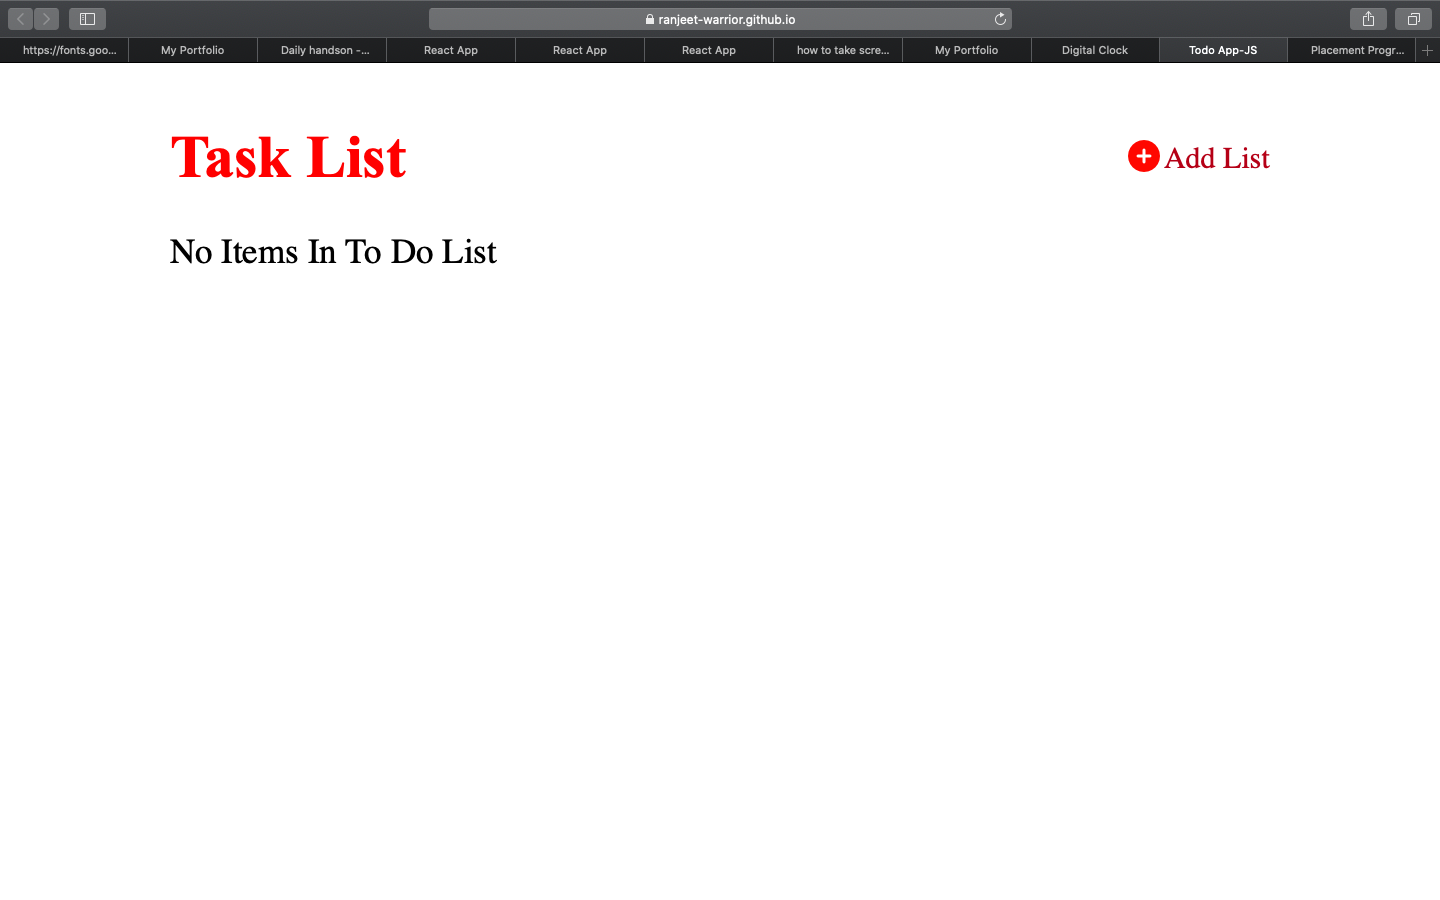 ranjeet-warrior.github.io
https://fonts.goo...
My Portfolio
Daily handson -...
React App
React App
React App
how to take scre...
My Portfolio
Digital Clock
Todo App-JS
Placement Progr...
Task List
Add List
No Items In To Do List